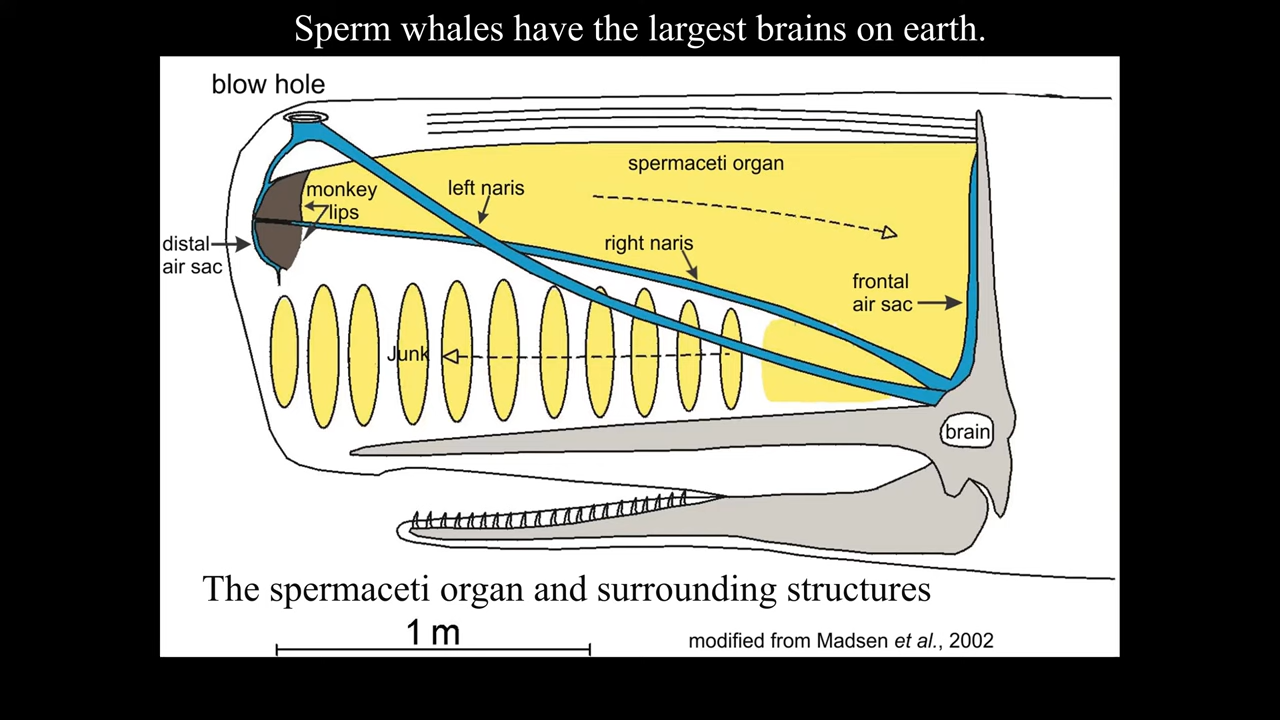 Sperm whales have the largest brains on earth.
blow hole
spermaceti organ
monkey
lips
left naris
right naris
distal
air sac
frontal
air sac
Junk
brain
The spermaceti organ and surrounding structures
1 m
modified from Madsen et al., 2002